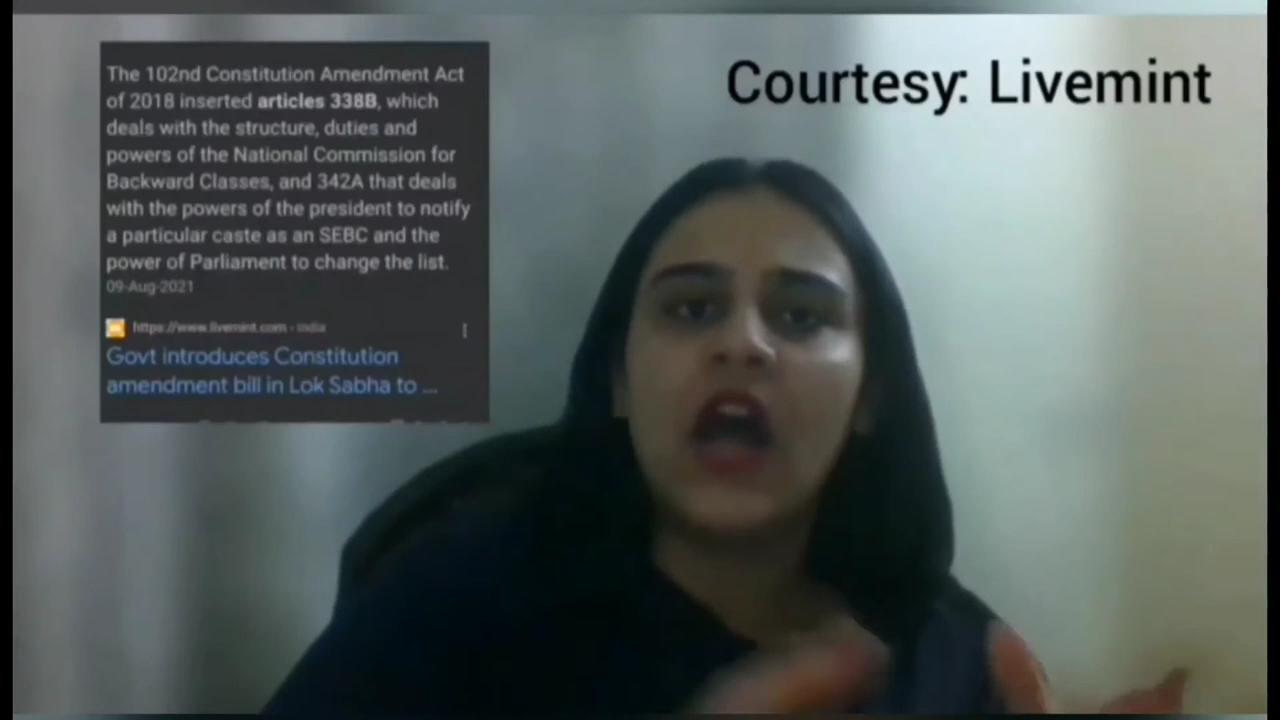 The 102nd Constitution Amendment Act
of 2018 inserted articles 338B, which
deals with the structure, duties and
powers of the National Commission for
Backward Classes, and 342A that deals
with the powers of the president to notify
a particular caste as an SEBC and the
power of Parliament to change the list.
09-Aug-2021
https://www.livemint.com › india
Govt introduces Constitution
amendment bill in Lok Sabha to ...
Courtesy: Livemint